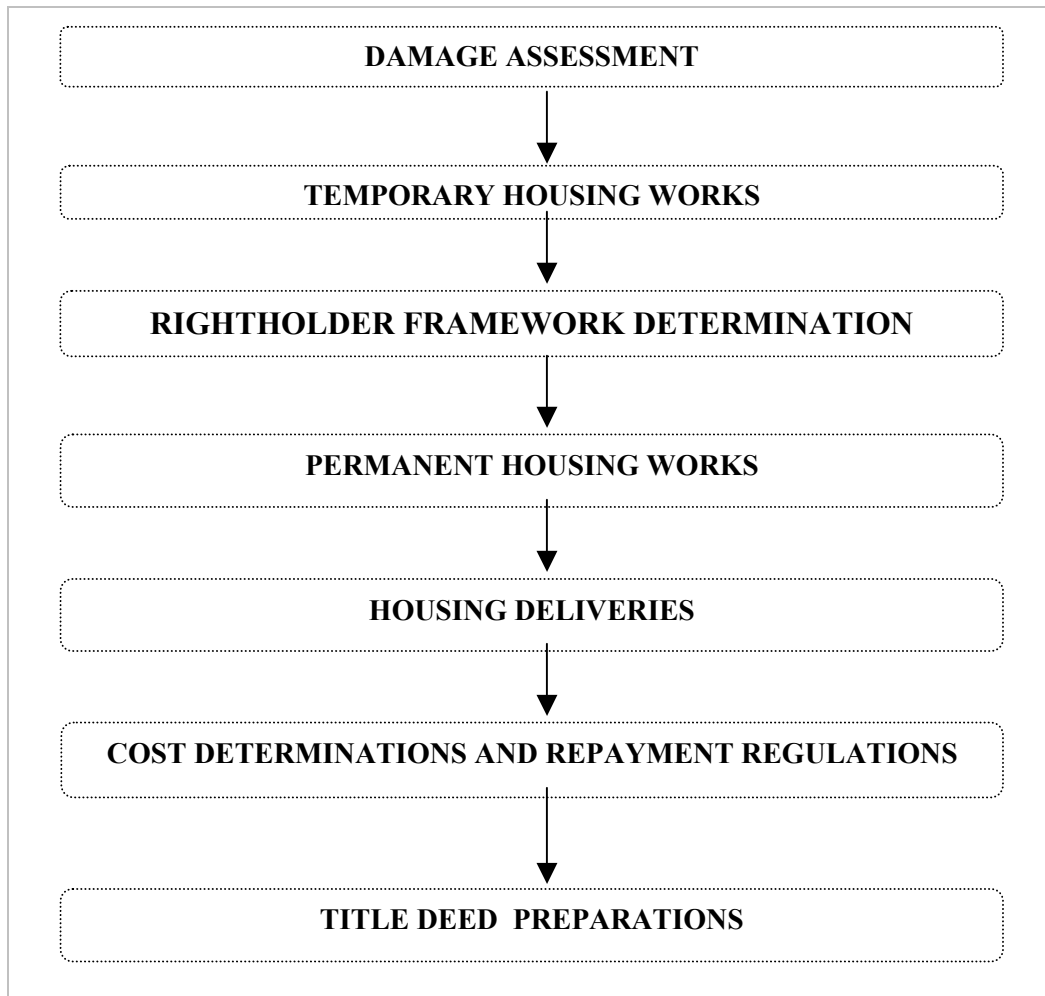 DAMAGE ASSESSMENT
TEMPORARY HOUSING WORKS
RIGHTHOLDER FRAMEWORK DETERMINATION
PERMANENT HOUSING WORKS
HOUSING DELIVERIES
COST DETERMINATIONS AND REPAYMENT REGULATIONS
TITLE DEED PREPARATIONS